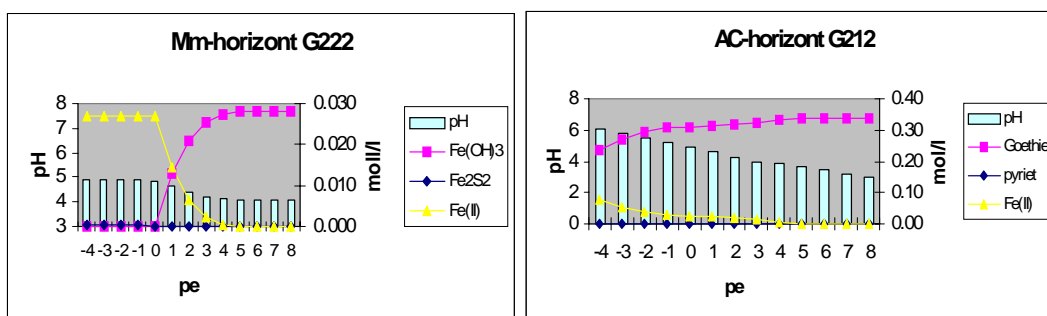 Mm-horizont G222
8
7
6
5
4
3
pH
0.030
0.020
0.010
0.000
moll/l
-4 -3 -2 -1 0 1 2 3 4 5 6 7 8
pe
pH
Fe(OH)3
Fe2S2
Fe(II)
AC-horizont G212
8
6
4
2
0
pH
0.40
0.30
0.20
0.10
0.00
moll/l
-4 -3 -2 -1 0 1 2 3 4 5 6 7 8
pe
pH
Goethie
pyriet
Fe(II)